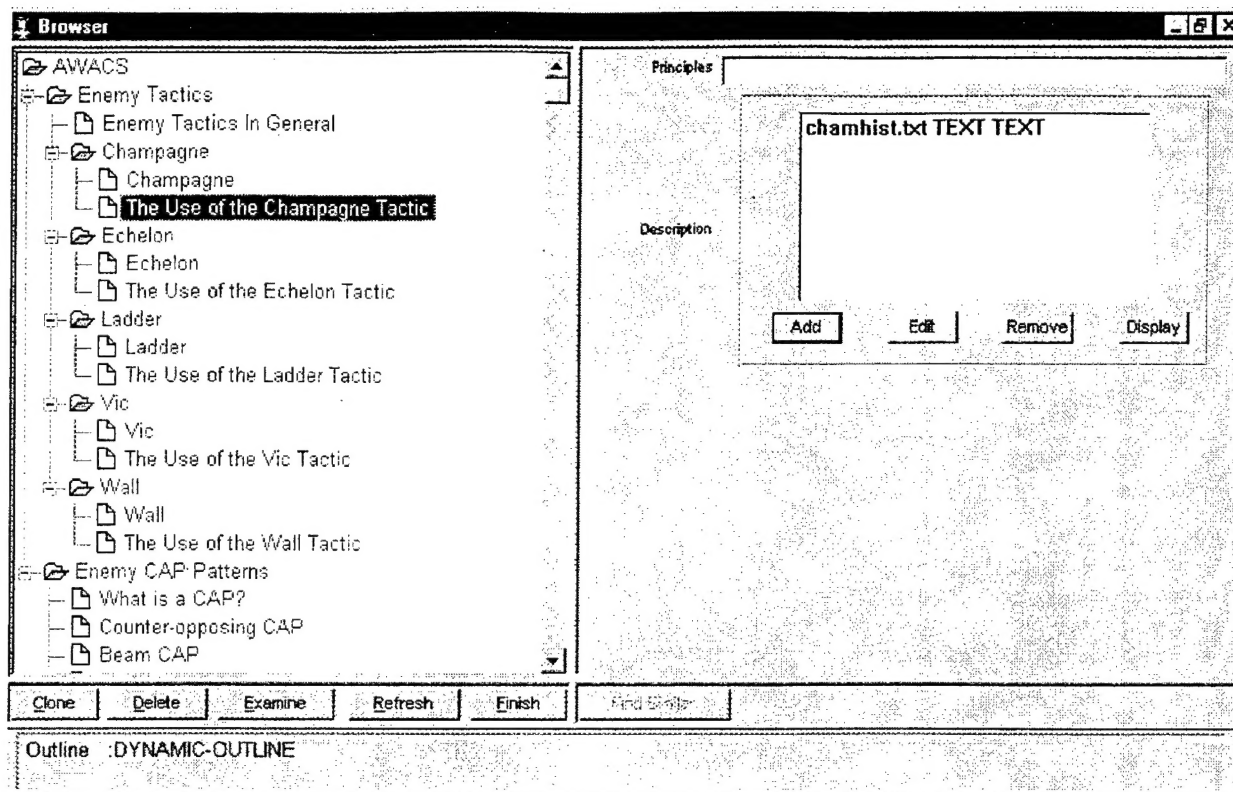 Browser
AWACS
Enemy Tactics
Enemy Tactics In General
Champagne
Champagne
The Use of the Champagne Tactic
Echelon
Echelon
The Use of the Echelon Tactic
Ladder
Ladder
The Use of the Ladder Tactic
Vic
Vic
The Use of the Vic Tactic
Wall
Wall
The Use of the Wall Tactic
Enemy CAP Patterns
What is a CAP?
Counter-opposing CAP
Beam CAP
Clone Delete Examine Refresh Finish
Principles
chamhist.txt TEXT TEXT
Description
Add Edit Remove Display
Find
Outline :DYNAMIC-OUTLINE